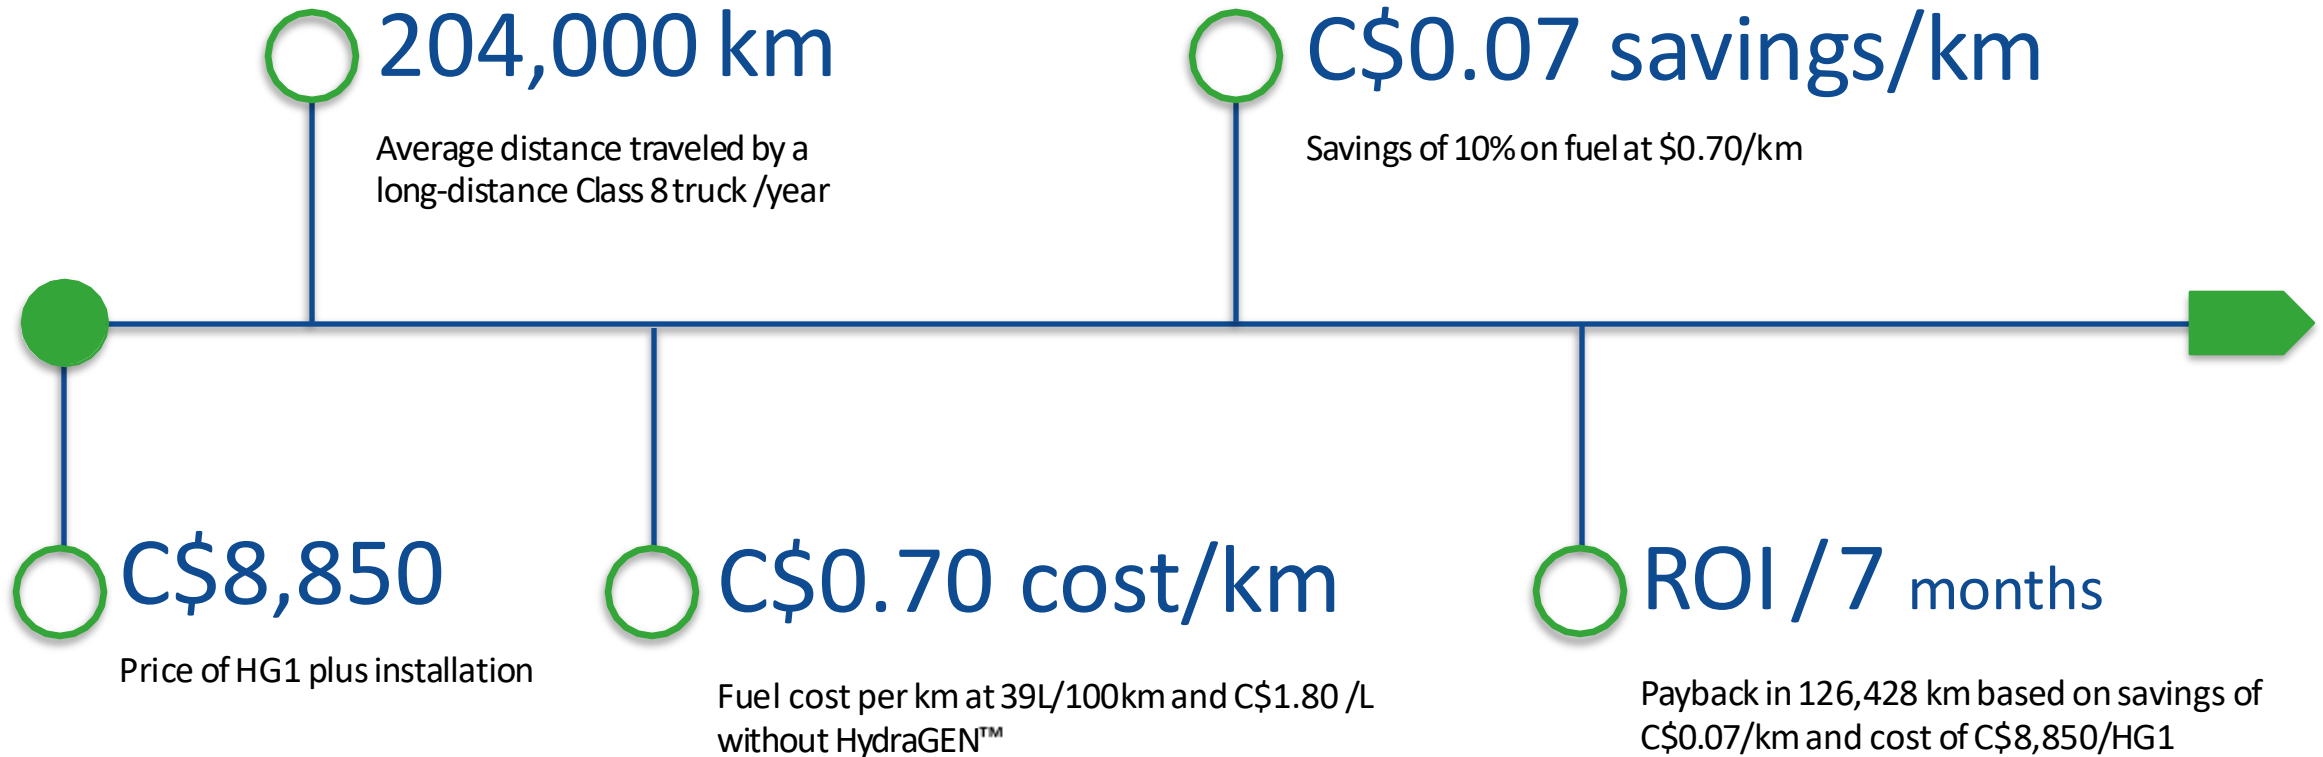 204,000 km
Average distance traveled by a
long-distance Class 8 truck /year
C$0.07 savings/km
Savings of 10% on fuel at $0.70/km
C$8,850
Price of HG1 plus installation
C$0.70 cost/km
Fuel cost per km at 39L/100km and C$1.80 /L
without HydraGEN™
ROI / 7 months
Payback in 126,428 km based on savings of
C$0.07/km and cost of C$8,850/HG1